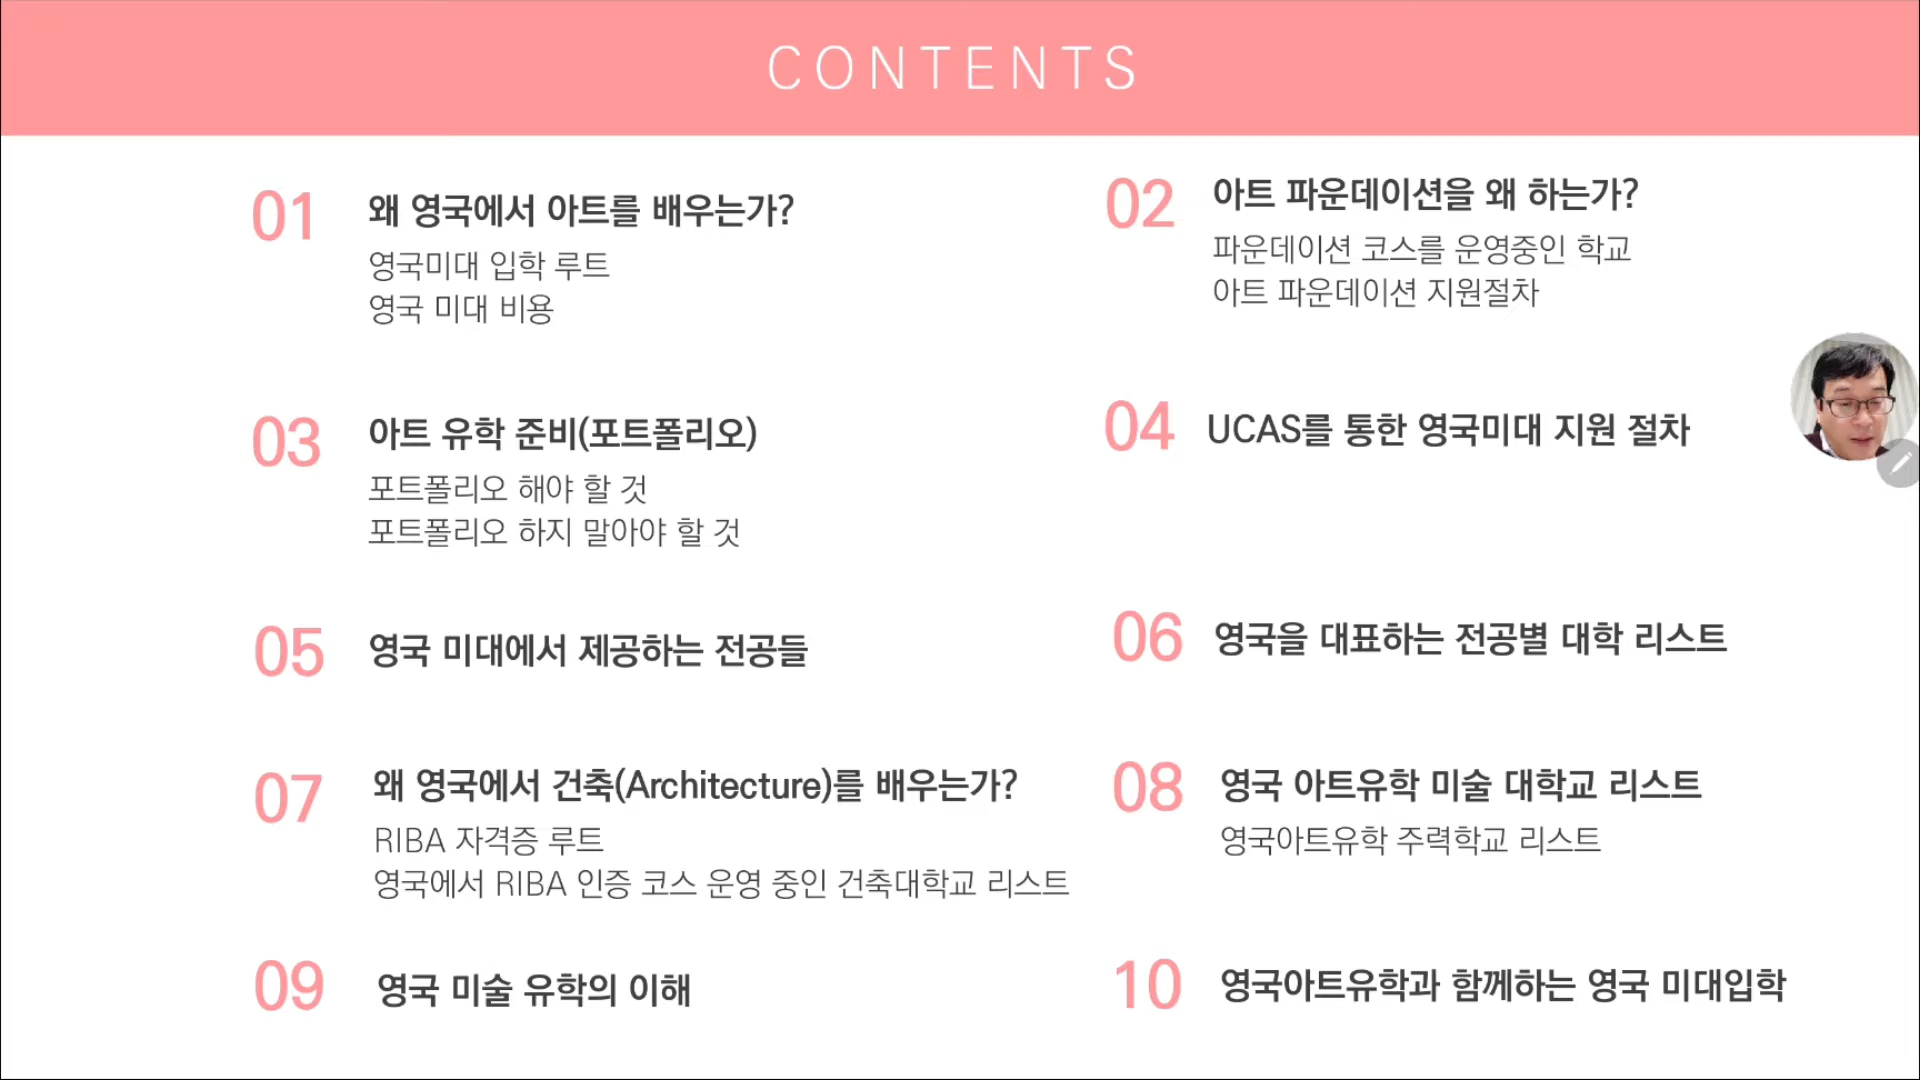 CONTENTS
01
왜 영국에서 아트를 배우는가?
영국미대 입학 루트
영국 미대 비용
02
아트 파운데이션을 왜 하는가?
파운데이션 코스를 운영중인 학교
아트 파운데이션 지원절차
03
아트 유학 준비(포트폴리오)
포트폴리오 해야 할 것
포트폴리오 하지 말아야 할 것
04
UCAS를 통한 영국미대 지원 절차
05
영국 미대에서 제공하는 전공들
06
영국을 대표하는 전공별 대학 리스트
07
왜 영국에서 건축(Architecture)를 배우는가?
RIBA 자격증 루트
영국에서 RIBA 인증 코스 운영 중인 건축대학교 리스트
08
영국 아트유학 미술 대학교 리스트
영국아트유학 주력학교 리스트
09
영국 미술 유학의 이해
10
영국아트유학과 함께하는 영국 미대입학